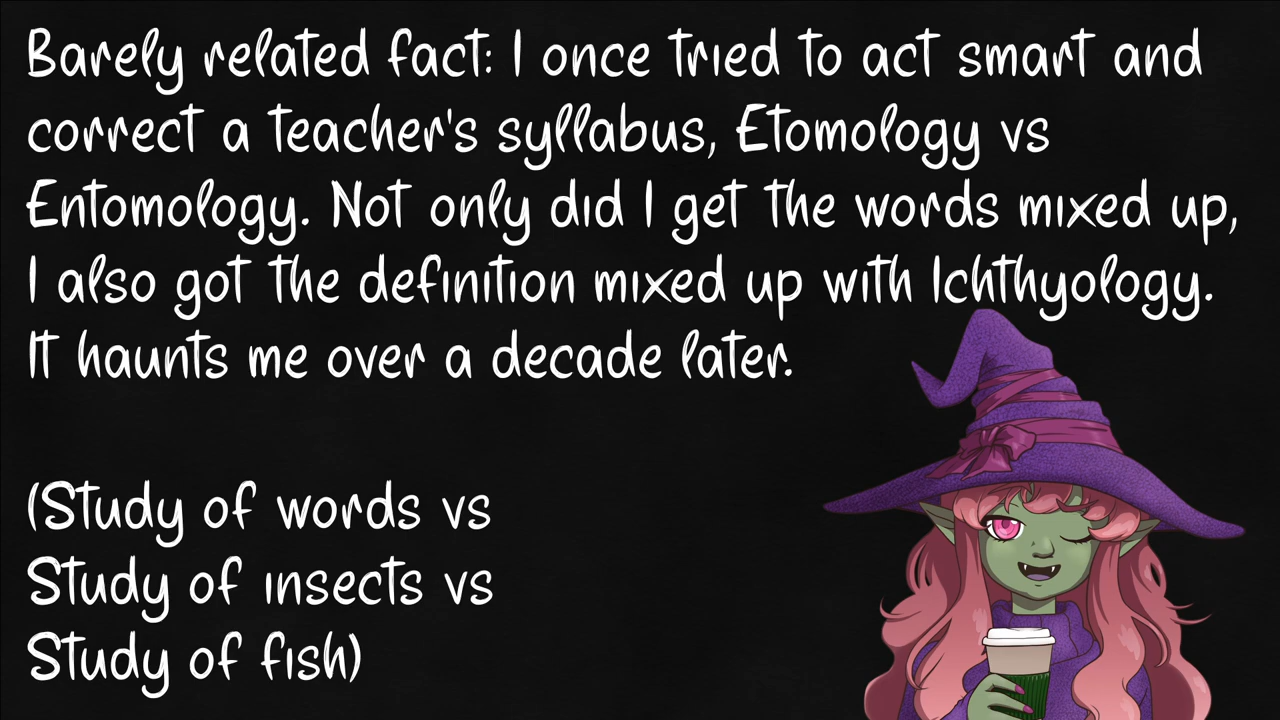 Barely related fact: I once tried to act smart and
correct a teacher's syllabus, Etomology vs
Entomology. Not only did I get the words mixed up,
I also got the definition mixed up with Ichthyology.
It haunts me over a decade later.
(Study of words vs
Study of insects vs
Study of fish)